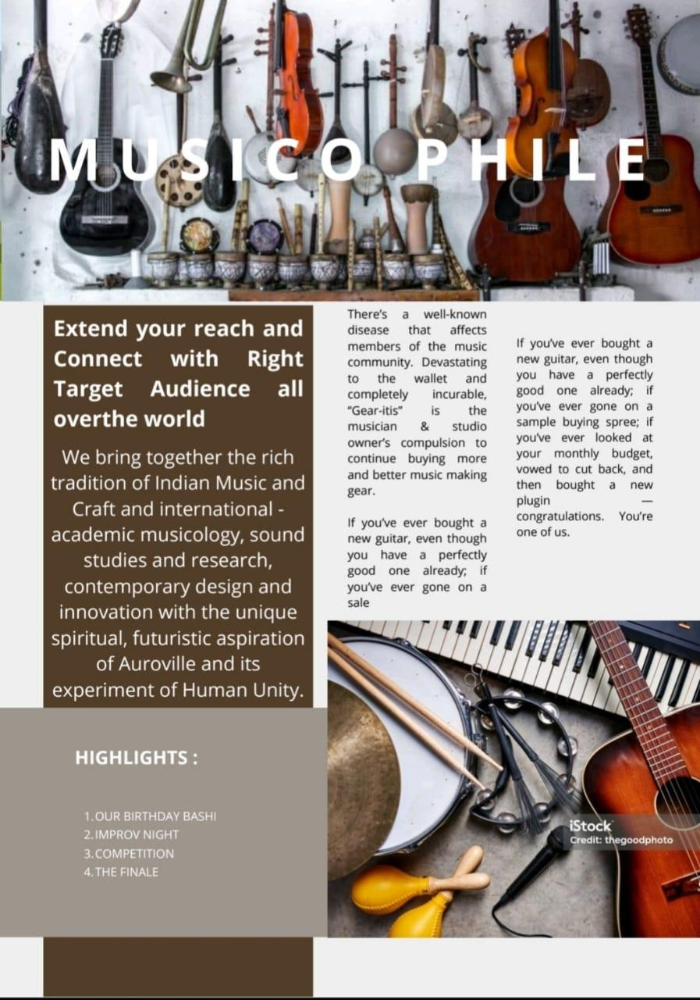 MUSICO PHILE
Extend your reach and
Connect with Right
Target Audience all
overthe world
We bring together the rich
tradition of Indian Music and
Craft and international -
academic musicology, sound
studies and research,
contemporary design and
innovation with the unique
spiritual, futuristic aspiration
of Auroville and its
experiment of Human Unity.
HIGHLIGHTS :
1. OUR BIRTHDAY BASH!
2. IMPROV NIGHT
3. COMPETITION
4. THE FINALE
There’s a well-known
disease that affects
members of the music
community. Devastating
to the wallet and
completely incurable,
“Gear-itis” is the
musician & studio
owner’s compulsion to
continue buying more
and better music making
gear.
If you’ve ever bought a
new guitar, even though
you have a perfectly
good one already; if
you’ve ever gone on a
sale
If you’ve ever bought a
new guitar, even though
you have a perfectly
good one already; if
you’ve ever gone on a
sample buying spree; if
you’ve ever looked at
your monthly budget,
vowed to cut back, and
then bought a new
plugin —
congratulations. You’re
one of us.
iStock
Credit: thegoodphoto